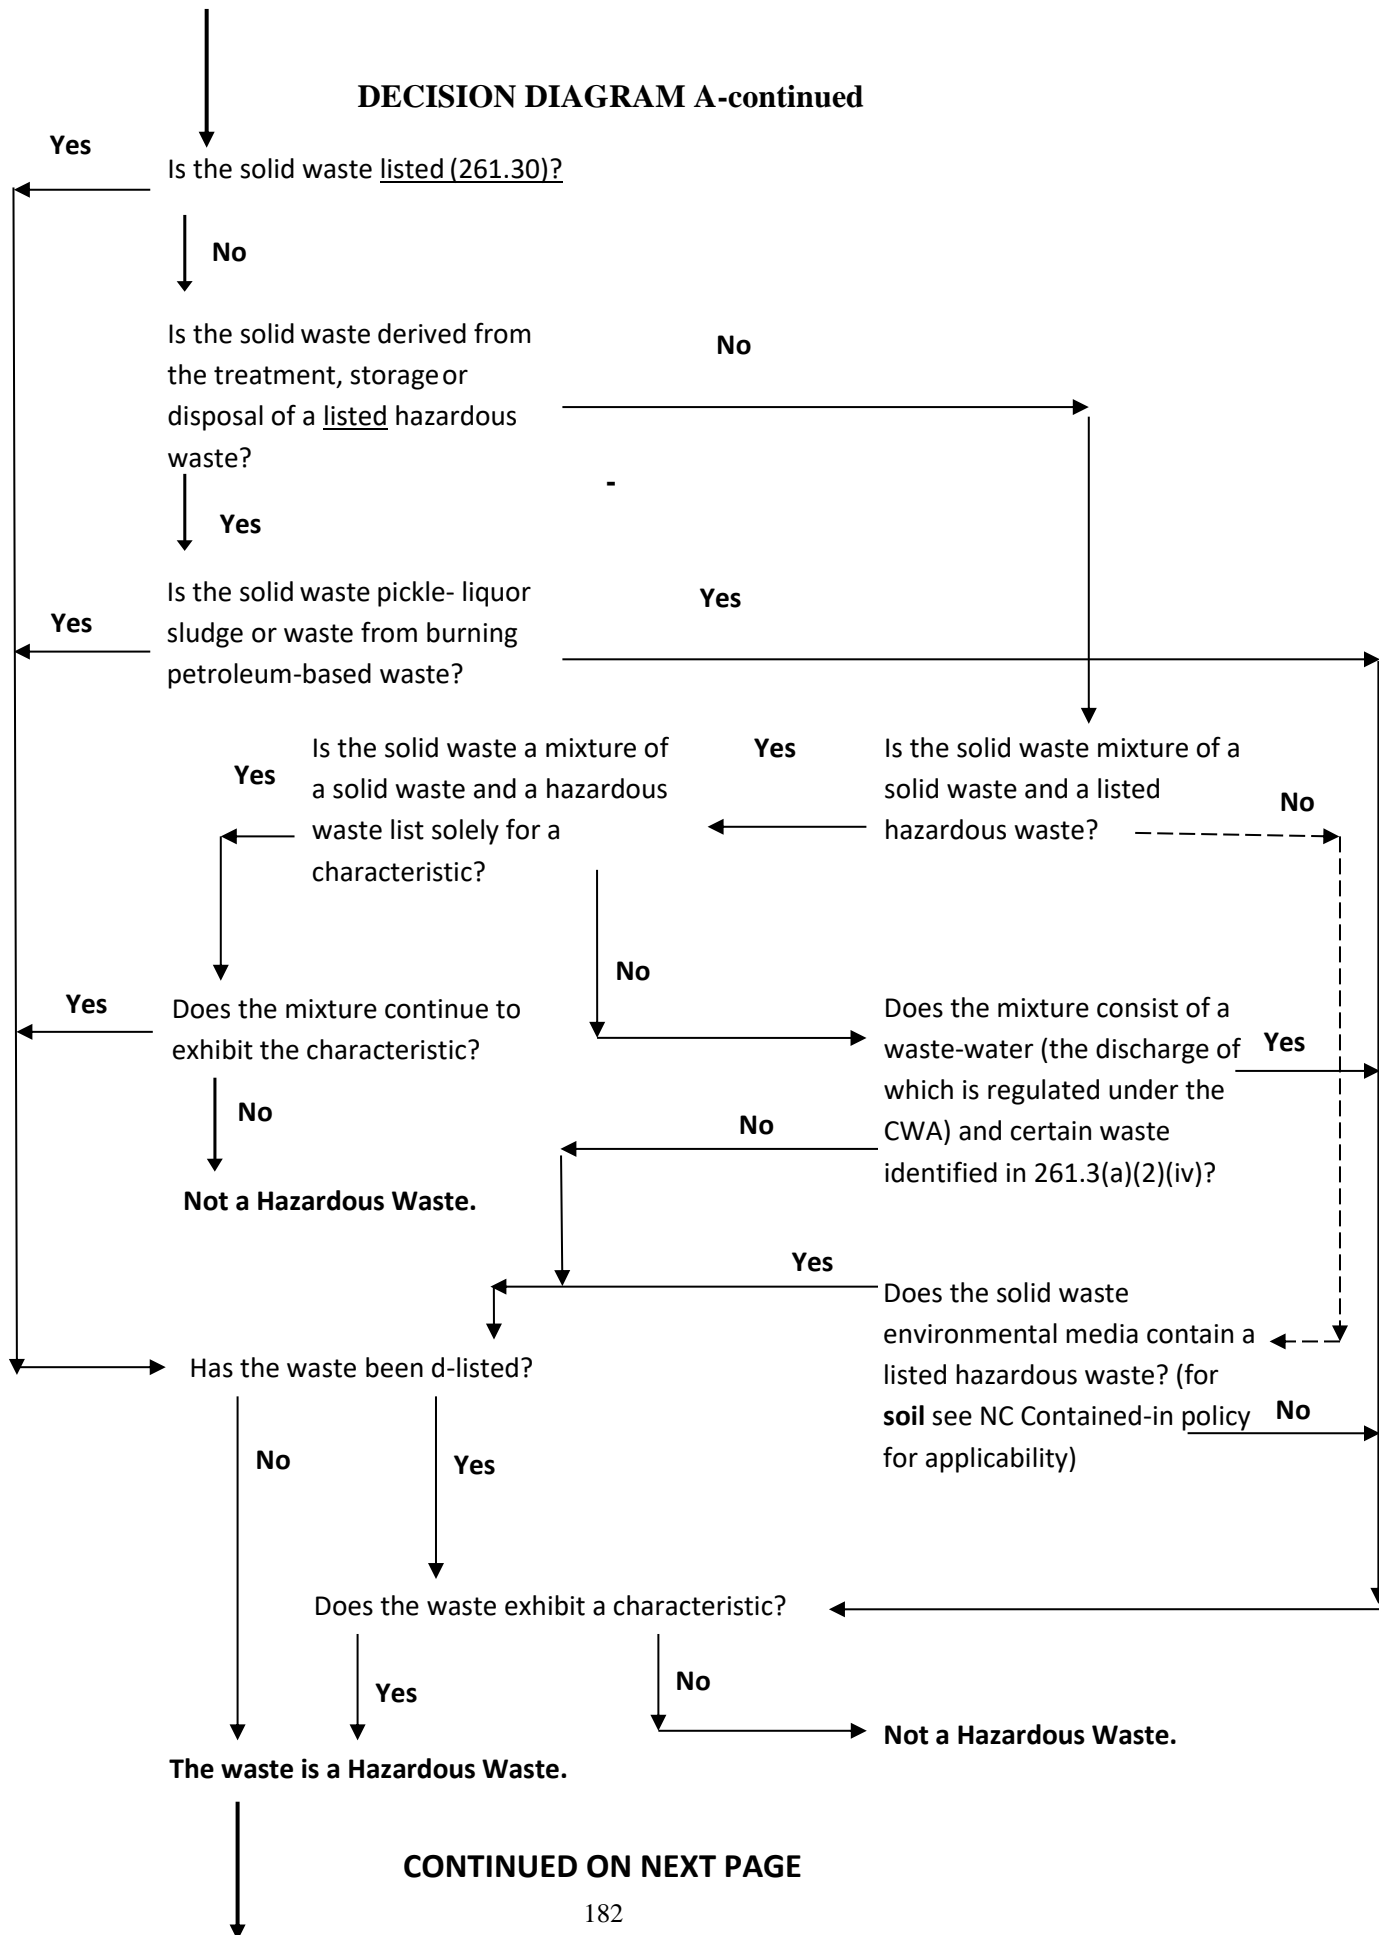 DECISION DIAGRAM A-continued
Yes
Is the solid waste listed (261.30)?
No
Is the solid waste derived from
the treatment, storage or
disposal of a listed hazardous
waste?
No
-
Yes
Is the solid waste pickle- liquor
sludge or waste from burning
petroleum-based waste?
Yes
Yes
Is the solid waste a mixture of
a solid waste and a hazardous
waste list solely for a
characteristic?
Yes
Yes
Is the solid waste mixture of a
solid waste and a listed
hazardous waste?
No
No
Yes
Does the mixture continue to
exhibit the characteristic?
No
Not a Hazardous Waste.
Does the mixture consist of a
waste-water (the discharge of
which is regulated under the
CWA) and certain waste
identified in 261.3(a)(2)(iv)?
Yes
No
Yes
Does the solid waste
environmental media contain a
listed hazardous waste? (for
soil see NC Contained-in policy
for applicability)
No
Has the waste been d-listed?
No
Yes
Does the waste exhibit a characteristic?
Yes
No
Not a Hazardous Waste.
The waste is a Hazardous Waste.
CONTINUED ON NEXT PAGE
182